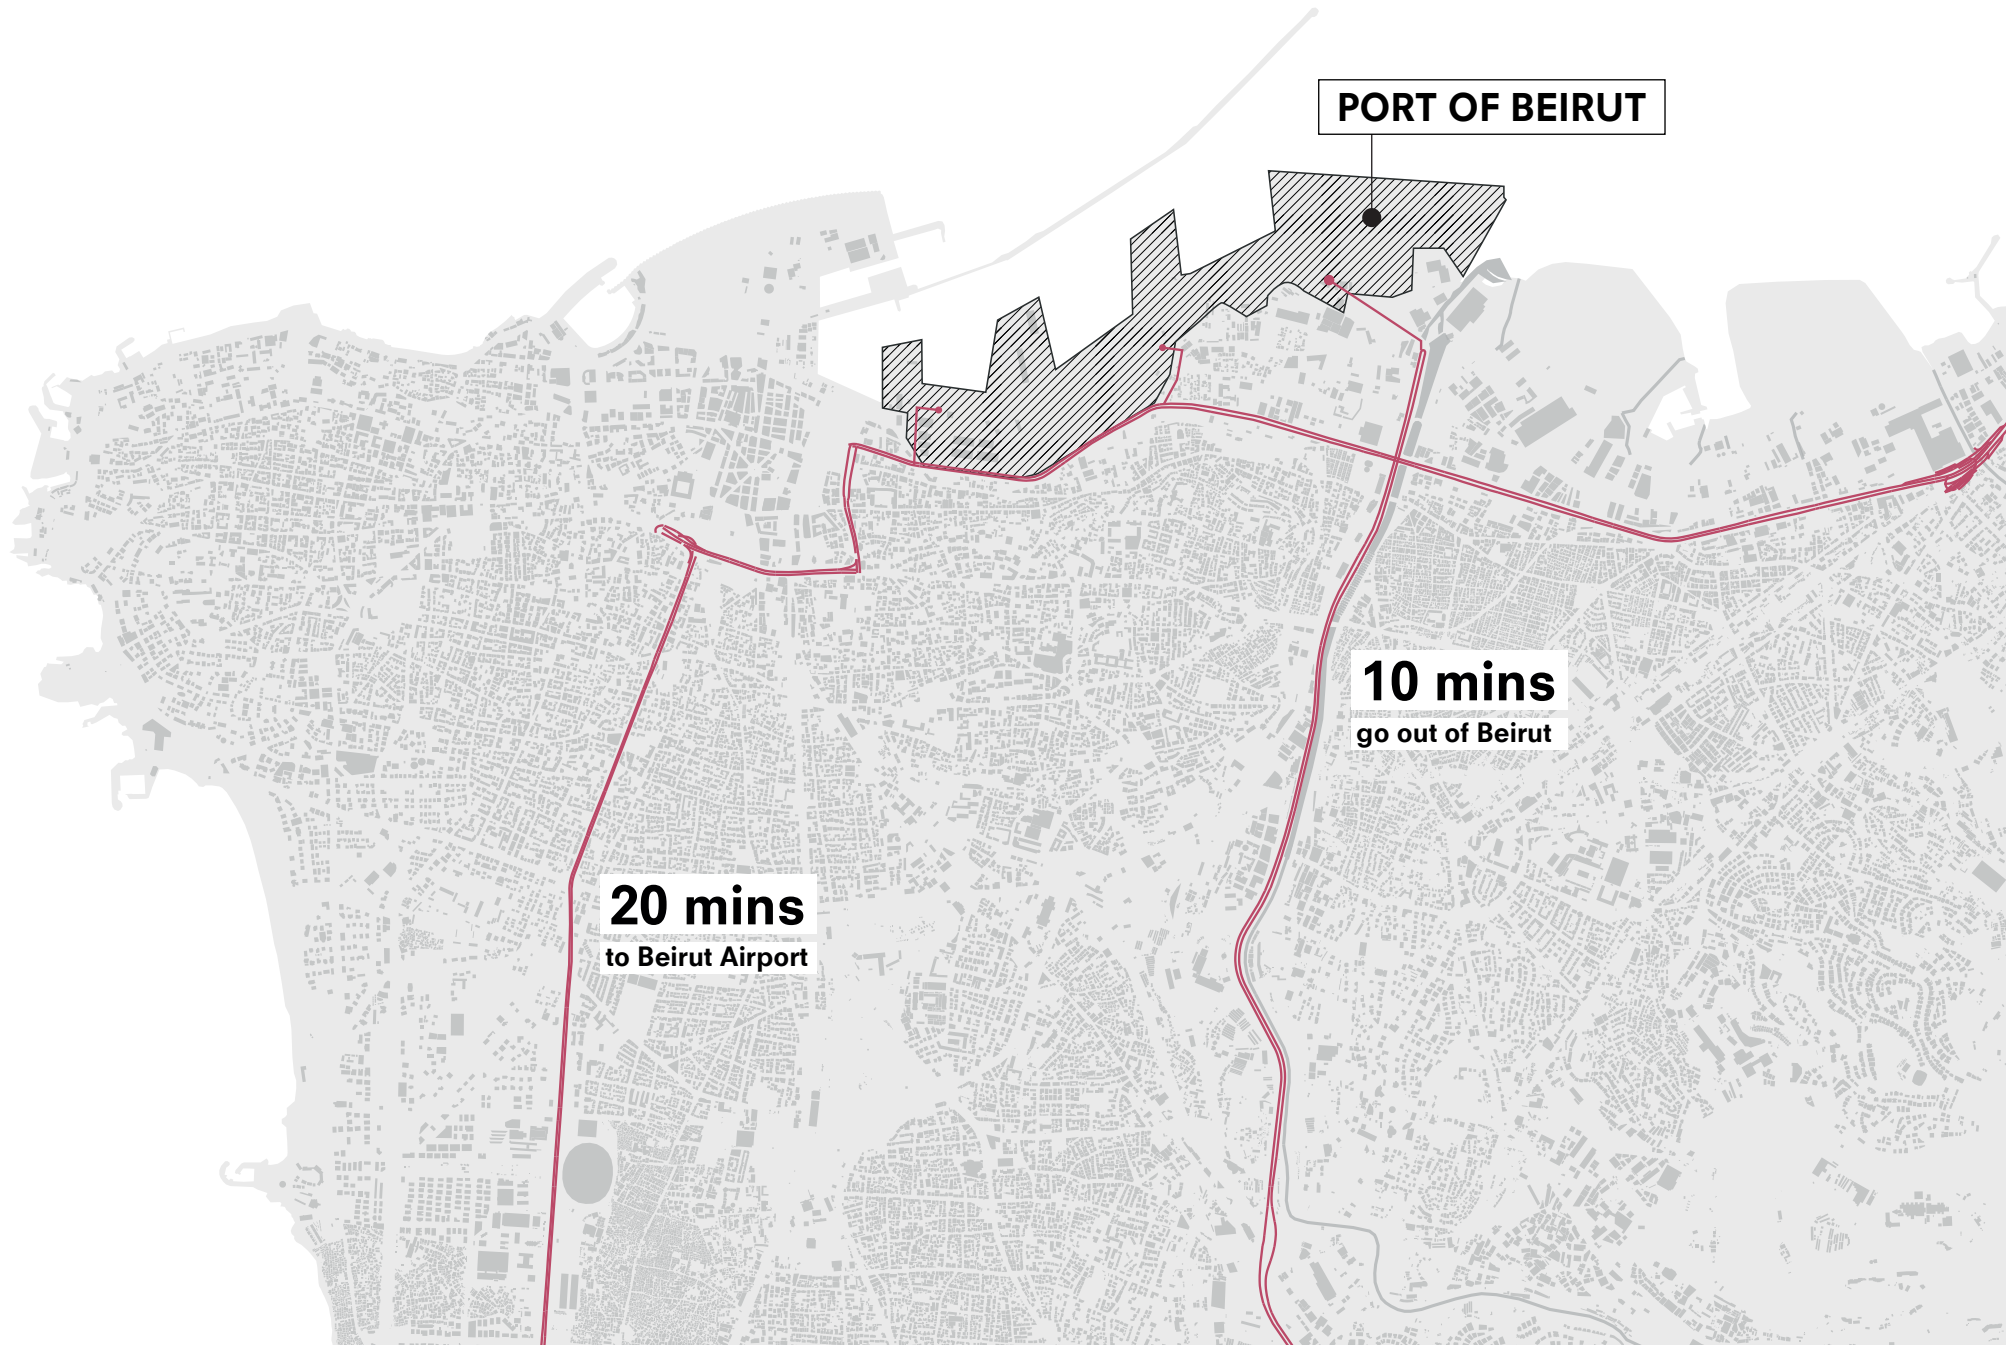 PORT OF BEIRUT
10 mins
go out of Beirut
20 mins
to Beirut Airport